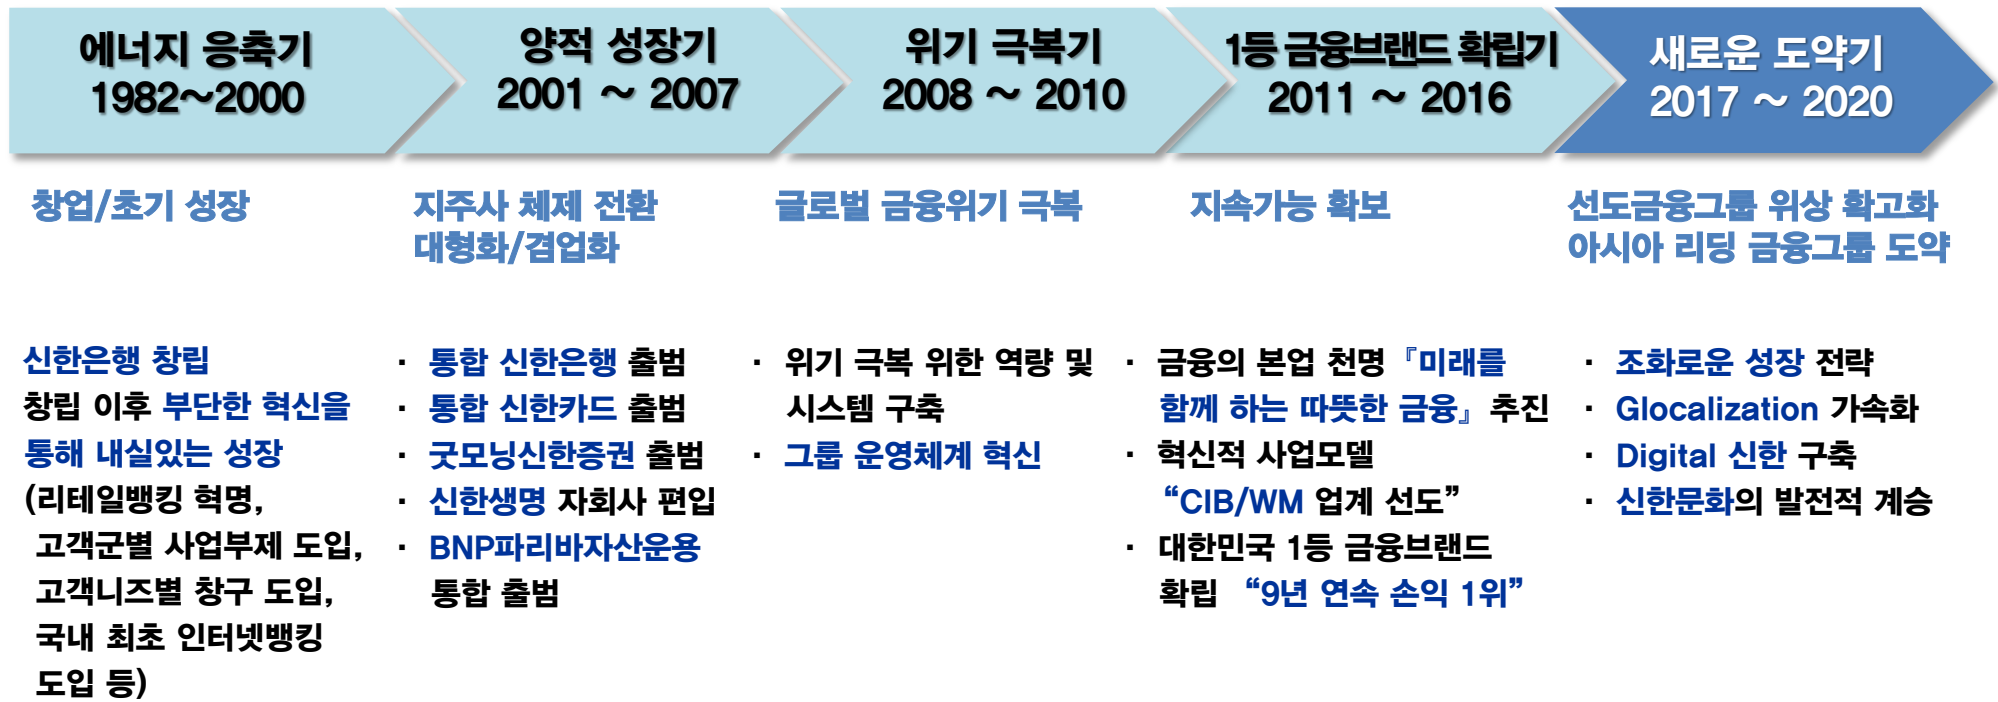 에너지 응축기
1982~2000
양적 성장기
2001 ~ 2007
위기 극복기
2008 ~ 2010
1등 금융브랜드 확립기
2011 ~ 2016
새로운 도약기
2017 ~ 2020
창업/초기 성장
지주사 체제 전환
대형화/겸업화
글로벌 금융위기 극복
지속가능 확보
선도금융그룹 위상 확고화
아시아 리딩 금융그룹 도약
신한은행 창립
창립 이후 부단한 혁신을
통해 내실있는 성장
(리테일뱅킹 혁명,
고객군별 사업부제 도입,
고객니즈별 창구 도입,
국내 최초 인터넷뱅킹
도입 등)
· 통합 신한은행 출범
· 통합 신한카드 출범
· 굿모닝신한증권 출범
· 신한생명 자회사 편입
· BNP파리바자산운용
통합 출범
· 위기 극복 위한 역량 및
시스템 구축
· 그룹 운영체계 혁신
· 금융의 본업 천명 『미래를
함께 하는 따뜻한 금융』 추진
· 혁신적 사업모델
“CIB/WM 업계 선도”
· 대한민국 1등 금융브랜드
확립 “9년 연속 손익 1위”
· 조화로운 성장 전략
· Glocalization 가속화
· Digital 신한 구축
· 신한문화의 발전적 계승